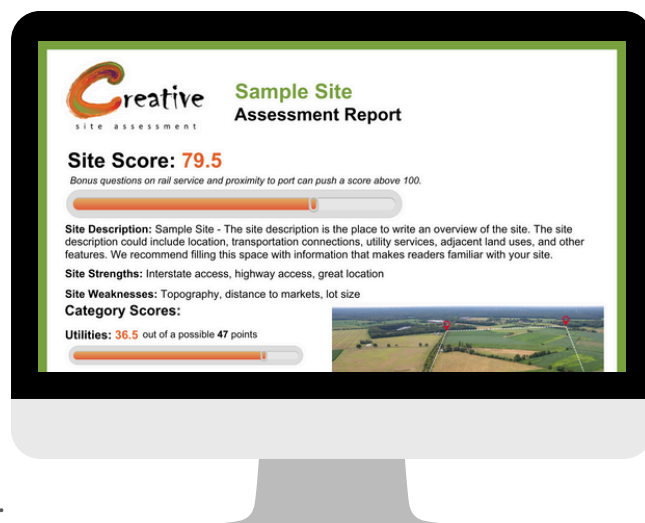 Creative
site assessment
Sample Site
Assessment Report
Site Score: 79.5
Bonus questions on rail service and proximity to port can push a score above 100.
Site Description: Sample Site - The site description is the place to write an overview of the site. The site
description could include location, transportation connections, utility services, adjacent land uses, and other
features. We recommend filling this space with information that makes readers familiar with your site.
Site Strengths: Interstate access, highway access, great location
Site Weaknesses: Topography, distance to markets, lot size
Category Scores:
Utilities: 36.5 out of a possible 47 points
.